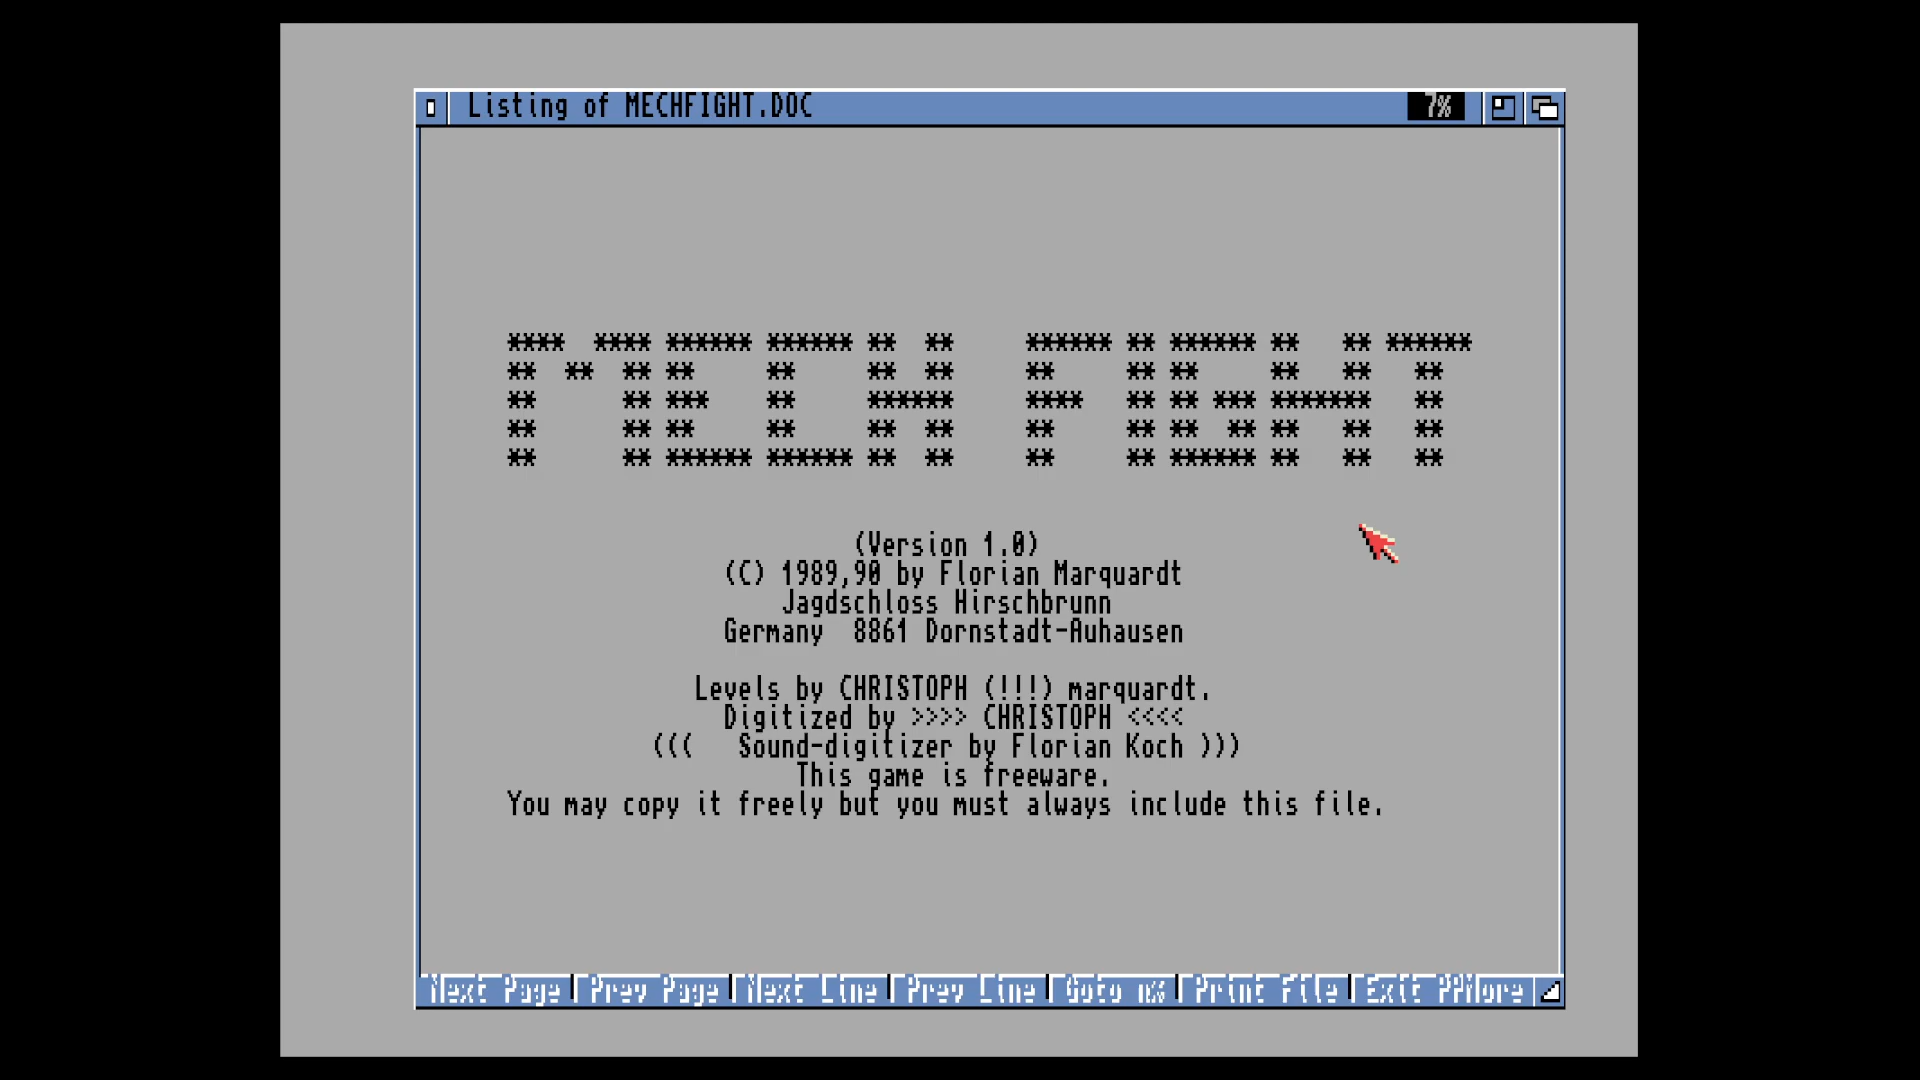 Listing of MECHFIGHT.DOC 7%
MECH FIGHT
(Version 1.0)
(C) 1989,90 by Florian Marquardt
Jagdschloss Hirschbrunn
Germany  8861 Dornstadt-Auhausen
Levels by CHRISTOPH (!!!) marquardt.
Digitized by >>>> CHRISTOPH <<<<
(((   Sound-digitizer by Florian Koch )))
This game is freeware.
You may copy it freely but you must always include this file.
Next Page Prev Page Next Line Prev Line Goto n% Print File Exit PPMore